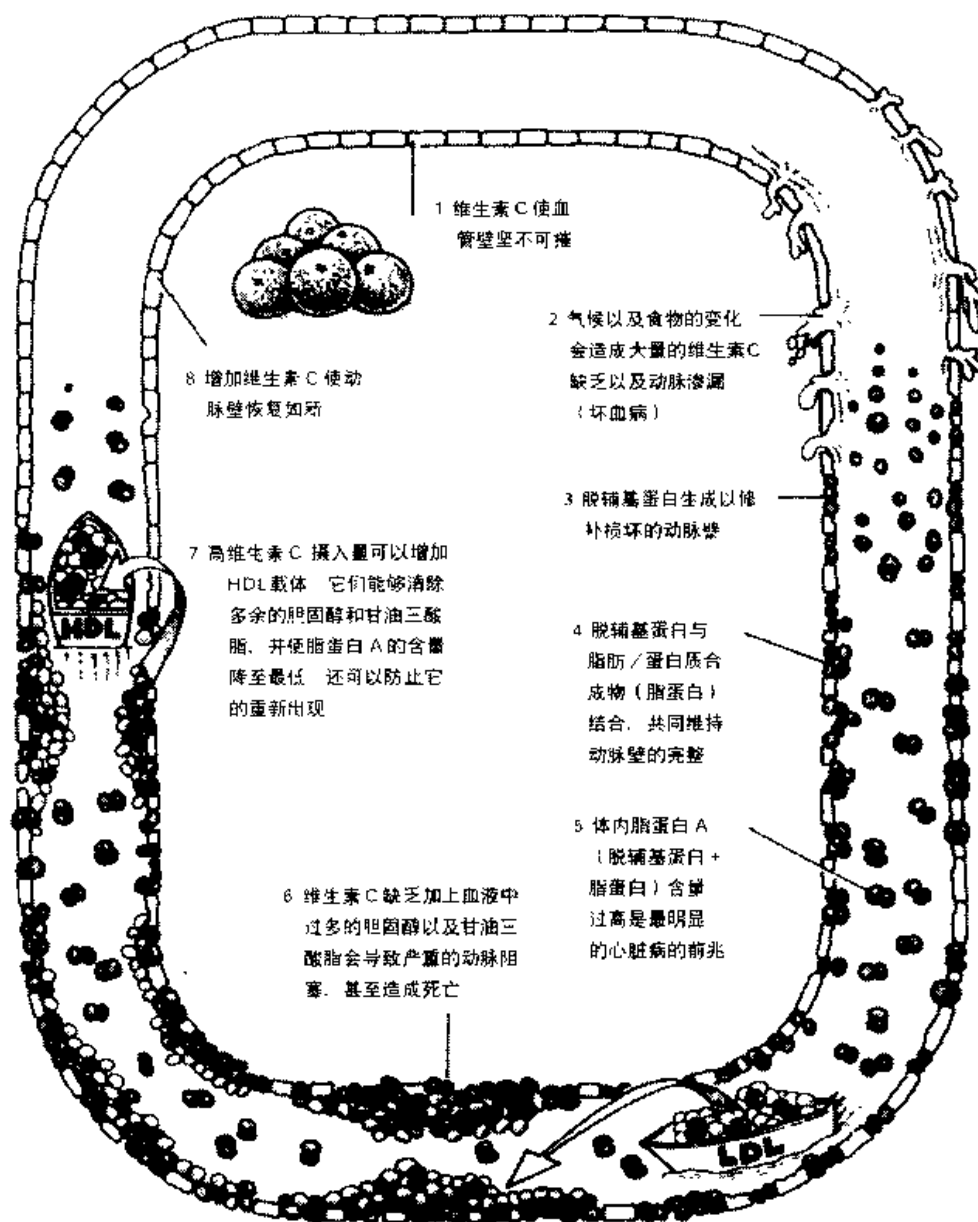 1 维生素C使血
管壁坚不可摧
2 气候以及食物的变化
会造成大量的维生素C
缺乏以及动脉渗漏
(坏血病)
3 脱辅基蛋白生成以修
补损坏的动脉壁
4 脱辅基蛋白与
脂肪/蛋白质合
成物(脂蛋白)
结合.共同维持
动脉壁的完整
5 体内脂蛋白A
(脱辅基蛋白+
脂蛋白)含量
过高是最明显
的心脏病的前兆
6 维生素C缺乏加上血液中
过多的胆固醇以及甘油三
酸脂会导致严重的动脉阻
塞.甚至造成死亡
LDL
7 高维生素C 摄入量可以增加
HDL载体 它们能够清除
多余的胆固醇和甘油三酸
脂.并使脂蛋白A的含量
降至最低 还可以防止它
的重新出现
HDL
8 增加维生素C使动
脉壁恢复如新